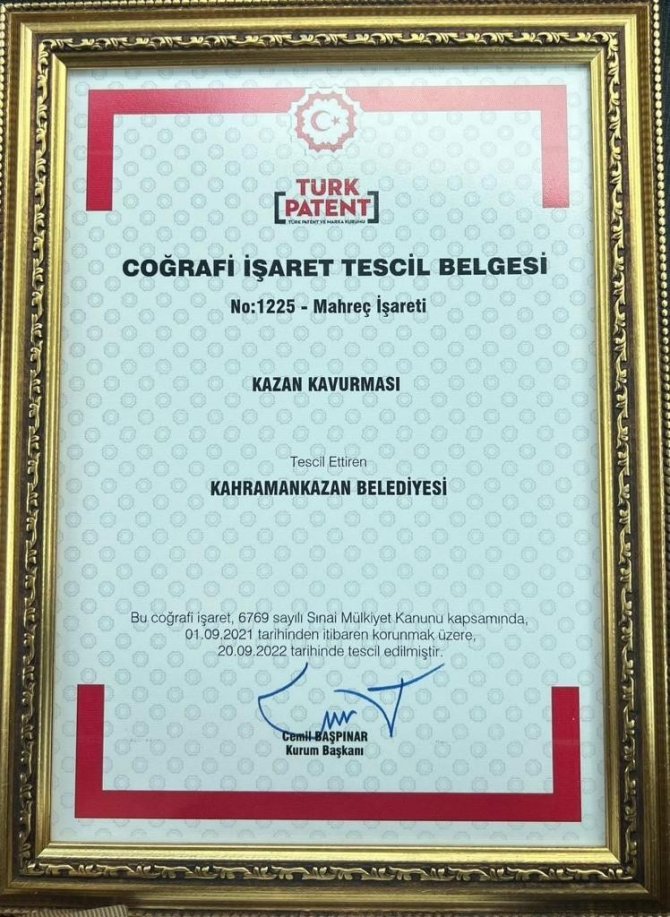 TÜRK
PATENT
TÜRK PATENT VE MARKA KURUMU
COĞRAFİ İŞARET TESCİL BELGESİ
No:1225 - Mahreç İşareti
KAZAN KAVURMASI
Tescil Ettiren
KAHRAMANKAZAN BELEDİYESİ
Bu coğrafi işaret, 6769 sayılı Sınai Mülkiyet Kanunu kapsamında,
01.09.2021 tarihinden itibaren korunmak üzere,
20.09.2022 tarihinde tescil edilmiştir.
Cemil BAŞPINAR
Kurum Başkanı